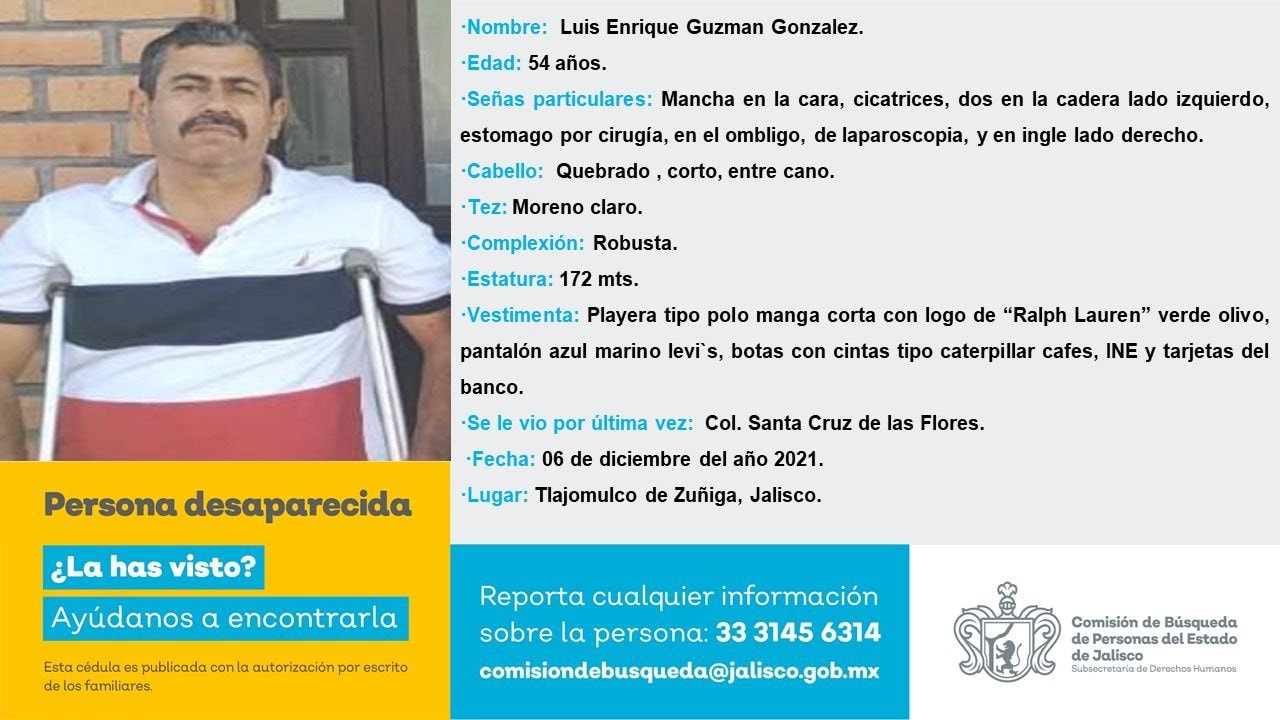 ·Nombre: Luis Enrique Guzman Gonzalez.
·Edad: 54 años.
·Señas particulares: Mancha en la cara, cicatrices, dos en la cadera lado izquierdo,
estomago por cirugía, en el ombligo, de laparoscopia, y en ingle lado derecho.
·Cabello: Quebrado , corto, entre cano.
·Tez: Moreno claro.
·Complexión: Robusta.
·Estatura: 172 mts.
·Vestimenta: Playera tipo polo manga corta con logo de “Ralph Lauren” verde olivo,
pantalón azul marino levi`s, botas con cintas tipo caterpillar cafes, INE y tarjetas del
banco.
·Se le vio por última vez: Col. Santa Cruz de las Flores.
·Fecha: 06 de diciembre del año 2021.
·Lugar: Tlajomulco de Zuñiga, Jalisco.
Persona desaparecida
¿La has visto?
Ayúdanos a encontrarla
Esta cédula es publicada con la autorización por escrito
de los familiares.
Reporta cualquier información
sobre la persona: 33 3145 6314
comisiondebusqueda@jalisco.gob.mx
Comisión de Búsqueda
de Personas del Estado
de Jalisco
Subsecretaría de Derechos Humanos